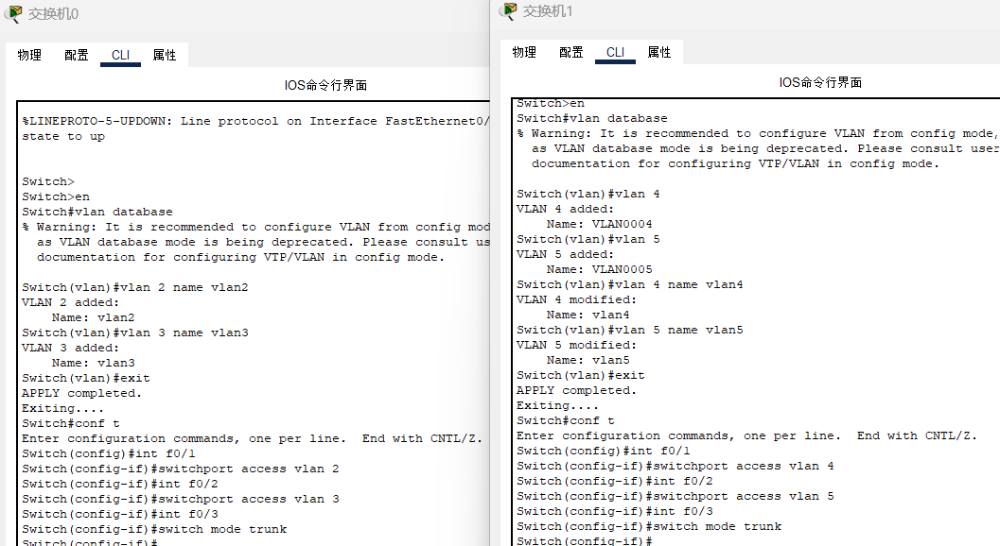 交换机0
物理 配置 CLI 属性
IOS命令行界面
%LINEPROTO-5-UPDOWN: Line protocol on Interface FastEthernet0/
state to up
Switch>
Switch>en
Switch#vlan database
% Warning: It is recommended to configure VLAN from config mod
as VLAN database mode is being deprecated. Please consult us
documentation for configuring VTP/VLAN in config mode.
Switch(vlan)#vlan 2 name vlan2
VLAN 2 added:
Name: vlan2
Switch(vlan)#vlan 3 name vlan3
VLAN 3 added:
Name: vlan3
Switch(vlan)#exit
APPLY completed.
Exiting....
Switch#conf t
Enter configuration commands, one per line.  End with CNTL/Z.
Switch(config)#int f0/1
Switch(config-if)#switchport access vlan 2
Switch(config-if)#int f0/2
Switch(config-if)#switchport access vlan 3
Switch(config-if)#int f0/3
Switch(config-if)#switch mode trunk
Switch(config-if)#
交换机1
物理 配置 CLI 属性
IOS命令行界面
Switch>en
Switch#vlan database
% Warning: It is recommended to configure VLAN from config mode,
as VLAN database mode is being deprecated. Please consult user
documentation for configuring VTP/VLAN in config mode.
Switch(vlan)#vlan 4
VLAN 4 added:
Name: VLAN0004
Switch(vlan)#vlan 5
VLAN 5 added:
Name: VLAN0005
Switch(vlan)#vlan 4 name vlan4
VLAN 4 modified:
Name: vlan4
Switch(vlan)#vlan 5 name vlan5
VLAN 5 modified:
Name: vlan5
Switch(vlan)#exit
APPLY completed.
Exiting....
Switch#conf t
Enter configuration commands, one per line.  End with CNTL/Z.
Switch(config)#int f0/1
Switch(config-if)#switchport access vlan 4
Switch(config-if)#int f0/2
Switch(config-if)#switchport access vlan 5
Switch(config-if)#int f0/3
Switch(config-if)#switch mode trunk
Switch(config-if)#